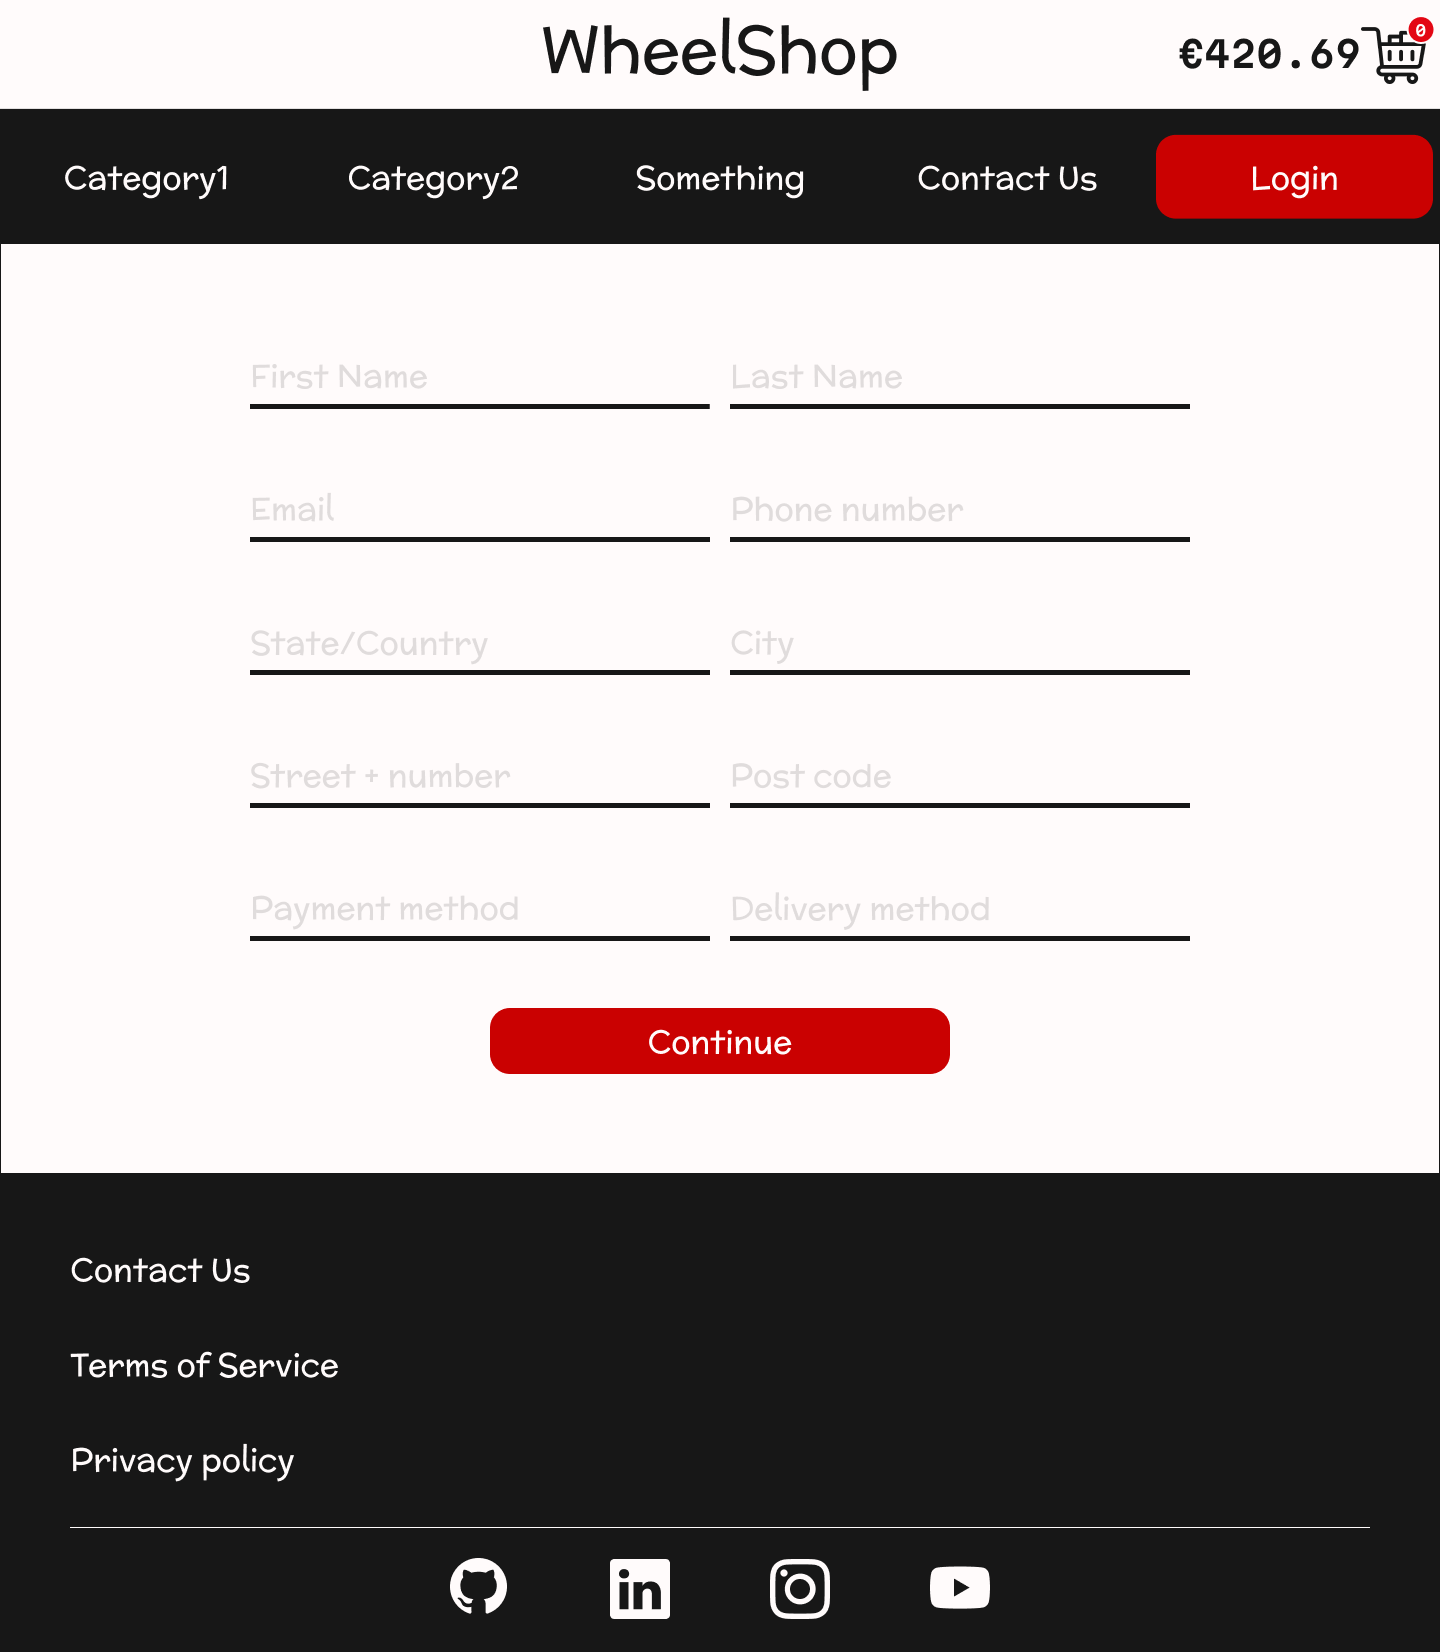 WheelShop
€420.69
0
Category1 Category2 Something Contact Us Login
First Name Last Name
Email Phone number
State/Country City
Street + number Post code
Payment method Delivery method
Continue
Contact Us
Terms of Service
Privacy policy
in